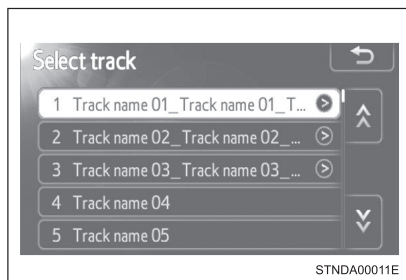 Select track
1 Track name 01_Track name 01_T...
2 Track name 02_Track name 02_...
3 Track name 03_Track name 03_...
4 Track name 04
5 Track name 05
STNDA00011E